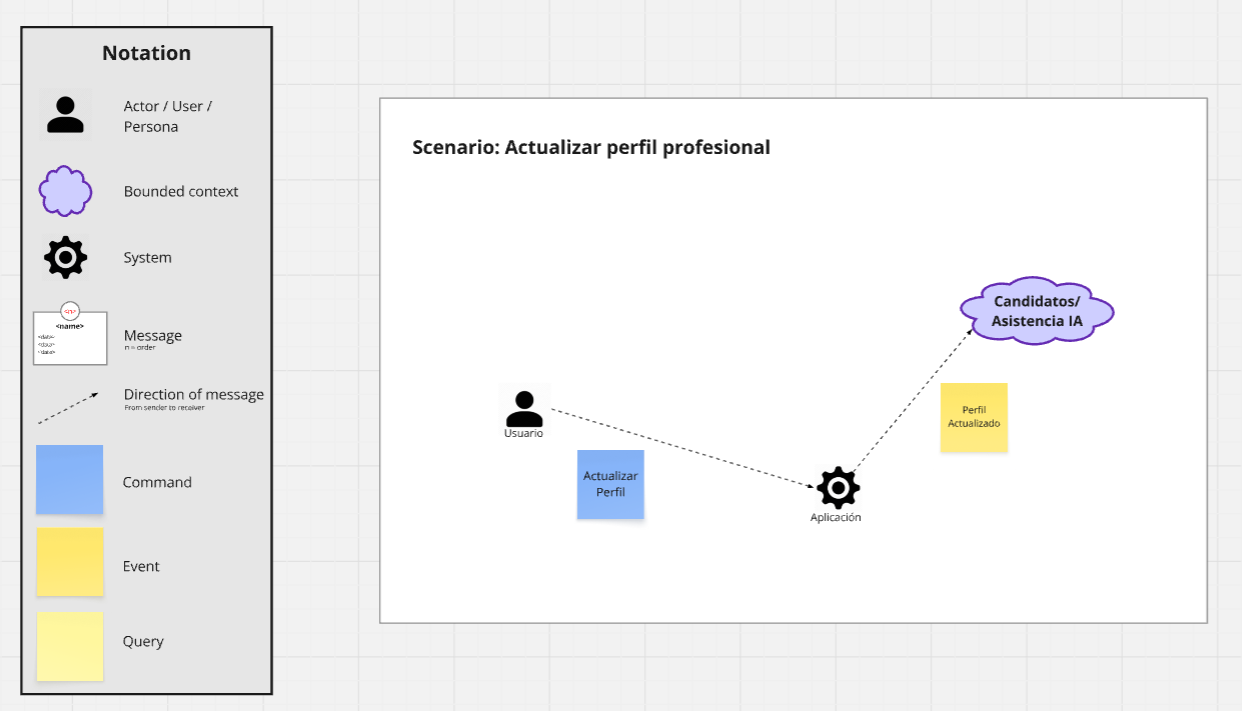 Notation
Actor / User /
Persona
Bounded context
System
<n>
<name>
<data>
<data>
<data>
Message
n = order
Direction of message
From sender to receiver
Command
Event
Query
Scenario: Actualizar perfil profesional
Candidatos/
Asistencia IA
Perfil
Actualizado
Usuario
Actualizar
Perfil
Aplicación